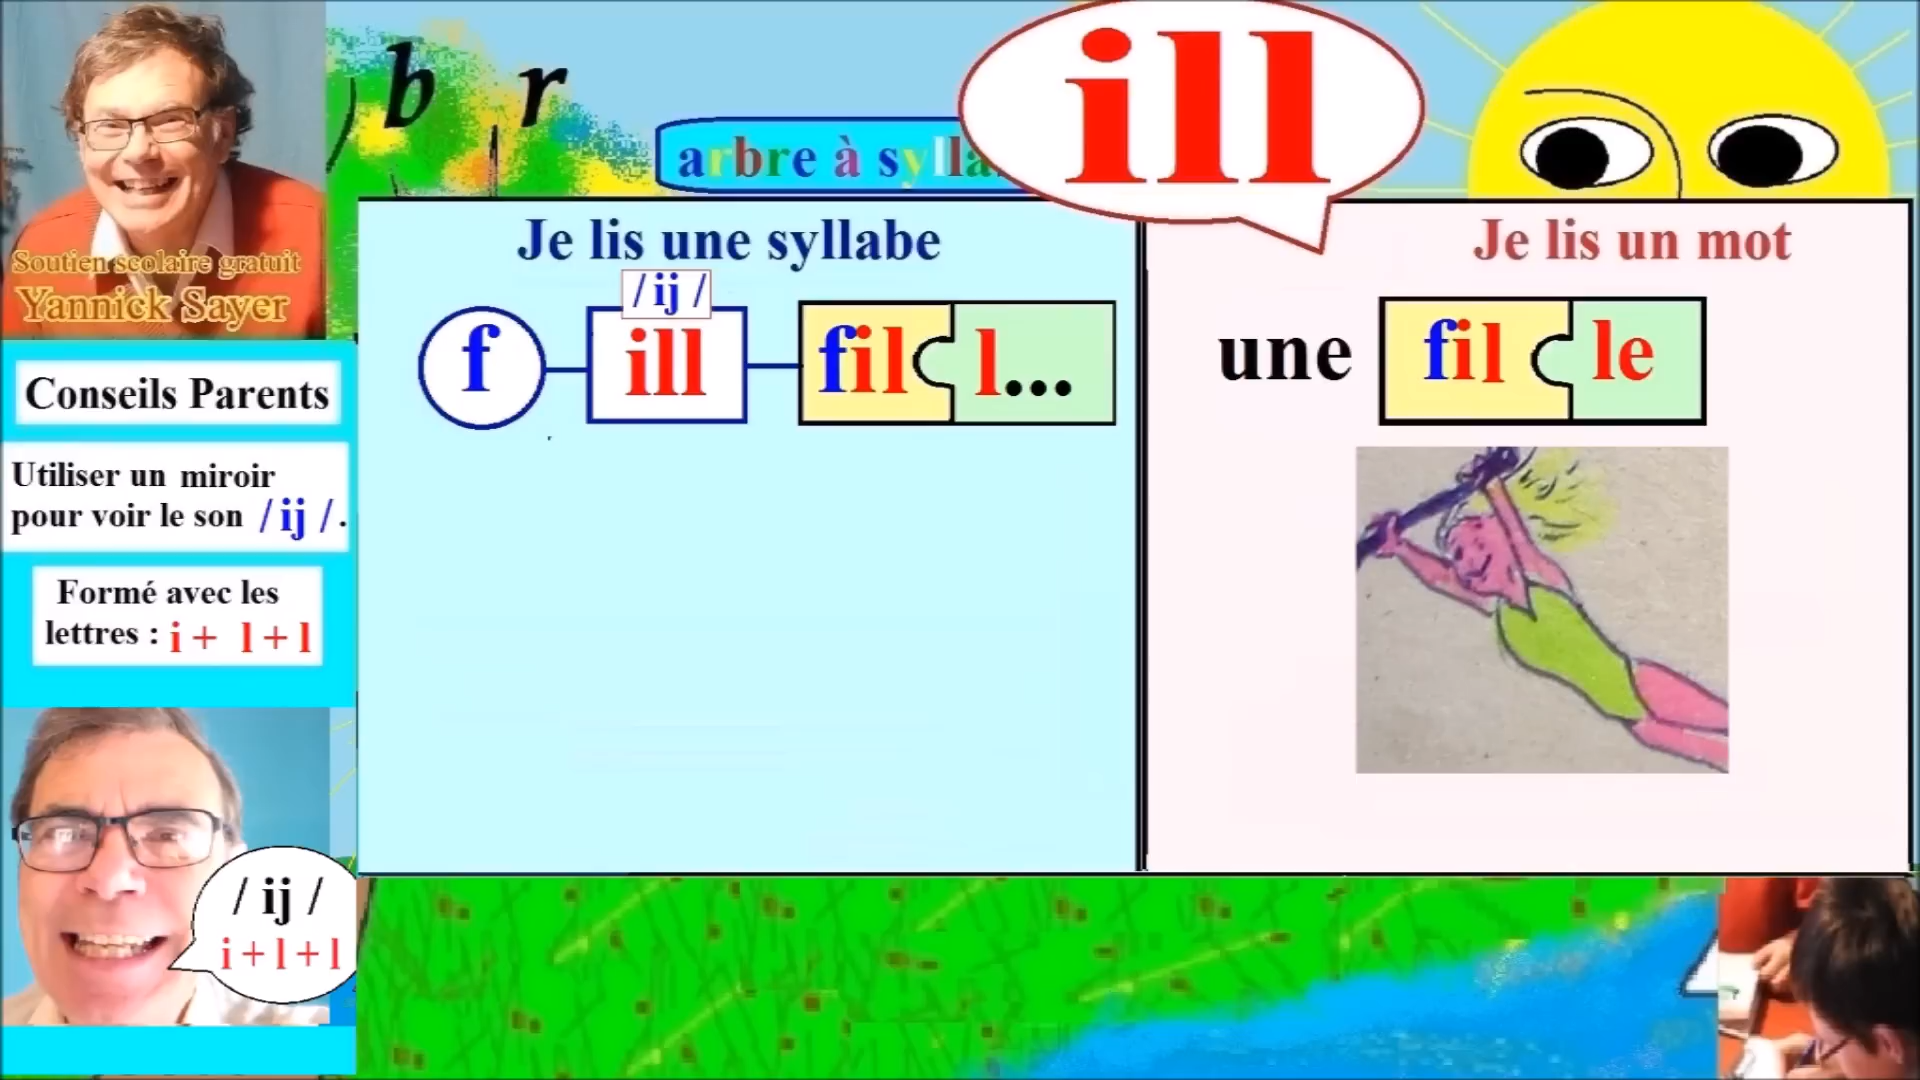 b r
arbre à sylla
ill
Soutien scolaire gratuit
Yannick Sayer
Conseils Parents
Utiliser un miroir
pour voir le son / ij / .
Formé avec les
lettres : i + l + l
/ ij /
i + l + l
Je lis une syllabe
/ ij /
f ill fil l...
Je lis un mot
une fil le